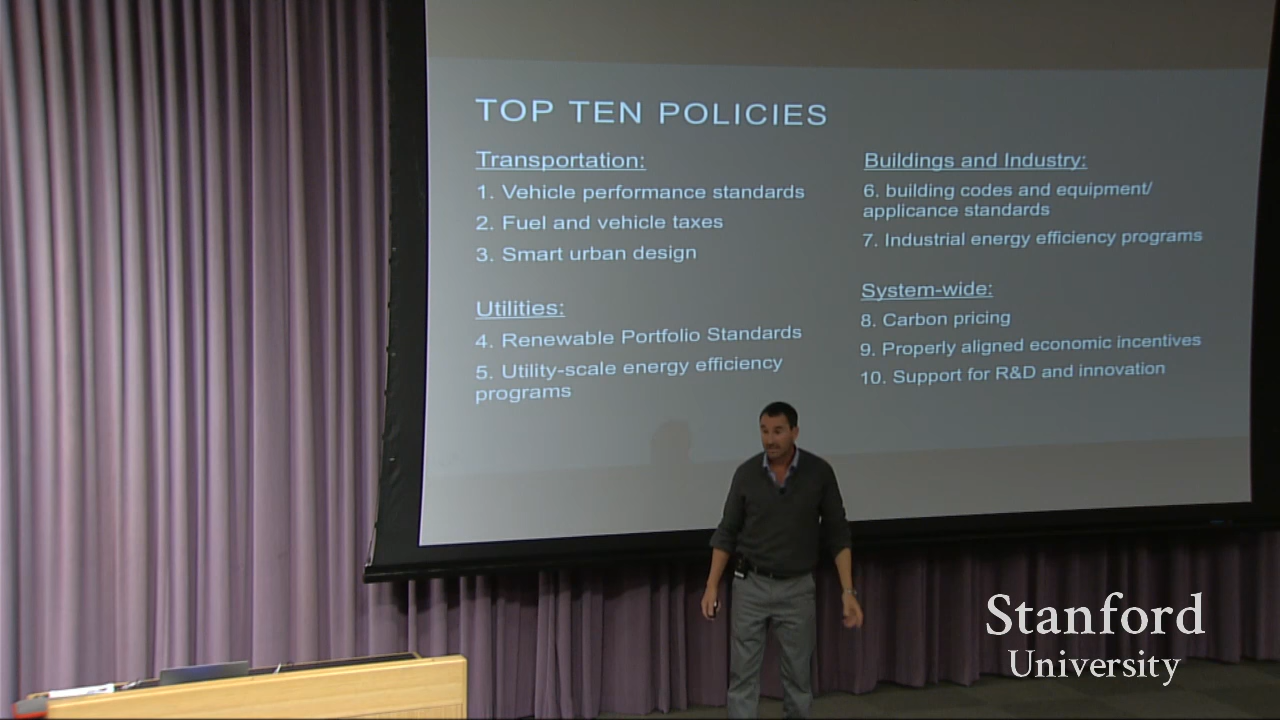 TOP TEN POLICIES
Transportation:
1. Vehicle performance standards
2. Fuel and vehicle taxes
3. Smart urban design
Utilities:
4. Renewable Portfolio Standards
5. Utility-scale energy efficiency
programs
Buildings and Industry:
6. building codes and equipment/
applicance standards
7. Industrial energy efficiency programs
System-wide:
8. Carbon pricing
9. Properly aligned economic incentives
10. Support for R&D and innovation
Stanford
University